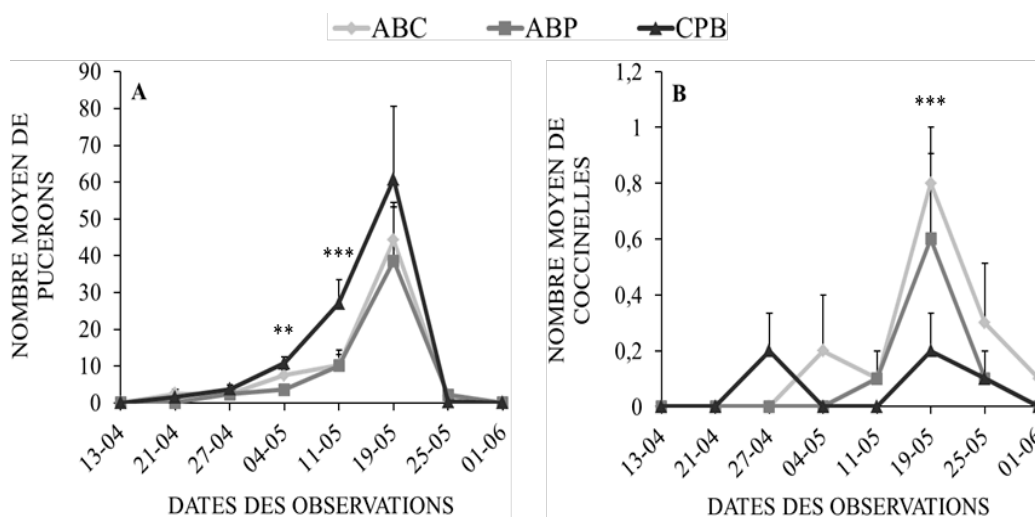 ABC ABP CPB
A
NOMBRE MOYEN DE
PUCERONS
90
80
70
60
50
40
30
20
10
0
**
***
13-04 21-04 27-04 04-05 11-05 19-05 25-05 01-06
DATES DES OBSERVATIONS
B
NOMBRE MOYEN DE
COCCINELLES
1,2
1
0,8
0,6
0,4
0,2
0
***
13-04 21-04 27-04 04-05 11-05 19-05 25-05 01-06
DATES DES OBSERVATIONS